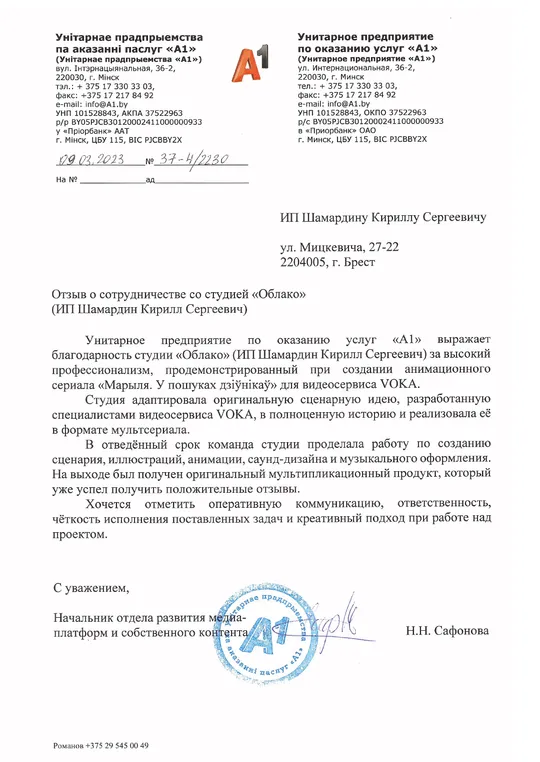 Унітарнае прадпрыемства
па аказанні паслуг «А1»
(Унітарнае прадпрыемства «А1»)
вул. Інтэрнацыянальная, 36-2,
220030, г. Мінск
тэл.: + 375 17 330 33 03,
факс: +375 17 217 84 92
e-mail: info@A1.by
УНП 101528843, АКПА 37522963
р/р BY05PJCB30120002411000000933
у «Прiорбанк» ААТ
г. Мінск, ЦБУ 115, BIC PJCBBY2X
09.03.2023 № 37-4/2230
На № ад
A1
Унитарное предприятие
по оказанию услуг «А1»
(Унитарное предприятие «А1»)
ул. Интернациональная, 36-2,
220030, г. Минск
тел.: + 375 17 330 33 03,
факс: +375 17 217 84 92
e-mail: info@A1.by
УНП 101528843, ОКПО 37522963
р/с BY05PJCB30120002411000000933
в «Приорбанк» ОАО
г. Минск, ЦБУ 115, BIC PJCBBY2X
ИП Шамардину Кириллу Сергеевичу
ул. Мицкевича, 27-22
2204005, г. Брест
Отзыв о сотрудничестве со студией «Облако»
(ИП Шамардин Кирилл Сергеевич)
Унитарное предприятие по оказанию услуг «А1» выражает
благодарность студии «Облако» (ИП Шамардин Кирилл Сергеевич) за высокий
профессионализм, продемонстрированный при создании анимационного
сериала «Марыля. У пошуках дзіўнікаў» для видеосервиса VOKA.
Студия адаптировала оригинальную сценарную идею, разработанную
специалистами видеосервиса VOKA, в полноценную историю и реализовала её
в формате мультсериала.
В отведённый срок команда студии проделала работу по созданию
сценария, иллюстраций, анимации, саунд-дизайна и музыкального оформления.
На выходе был получен оригинальный мультипликационный продукт, который
уже успел получить положительные отзывы.
Хочется отметить оперативную коммуникацию, ответственность,
чёткость исполнения поставленных задач и креативный подход при работе над
проектом.
С уважением,
Начальник отдела развития медиа-
платформ и собственного контента
Н.Н. Сафонова
Унітарнае прадпрыемства
па аказанні паслуг «А1»
A1
Романов +375 29 545 00 49